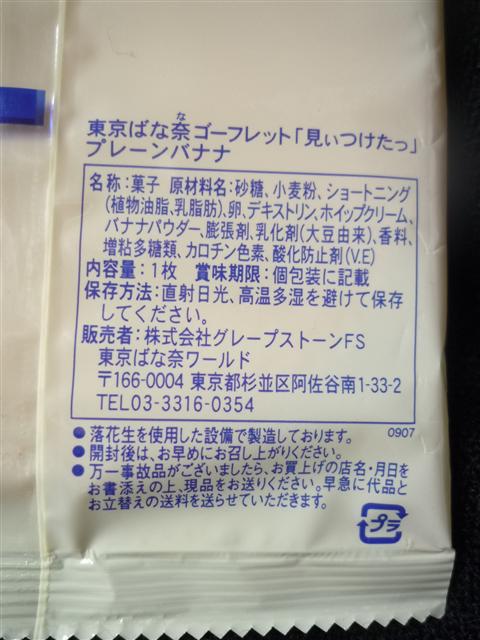 な
東京ばな奈ゴーフレット「見ぃつけたっ」
プレーンバナナ
名称:菓子 原材料名:砂糖、小麦粉、ショートニング
(植物油脂、乳脂肪)、卵、デキストリン、ホイップクリーム、
バナナパウダー、膨張剤、乳化剤(大豆由来)、香料、
増粘多糖類、カロチン色素、酸化防止剤(V.E)
内容量:1枚 賞味期限:個包装に記載
保存方法:直射日光、高温多湿を避けて保存
してください。
販売者:株式会社グレープストーンFS
東京ばな奈ワールド
〒166-0004 東京都杉並区阿佐谷南1-33-2
TEL03-3316-0354
●落花生を使用した設備で製造しております。 0907
●開封後は、お早めにお召し上がりください。
●万一事故品がございましたら、お買上げの店名・月日を
お書添えの上、現品をお送りください。早急に代品と
お立替えの送料を送らせていただきます。
プラ